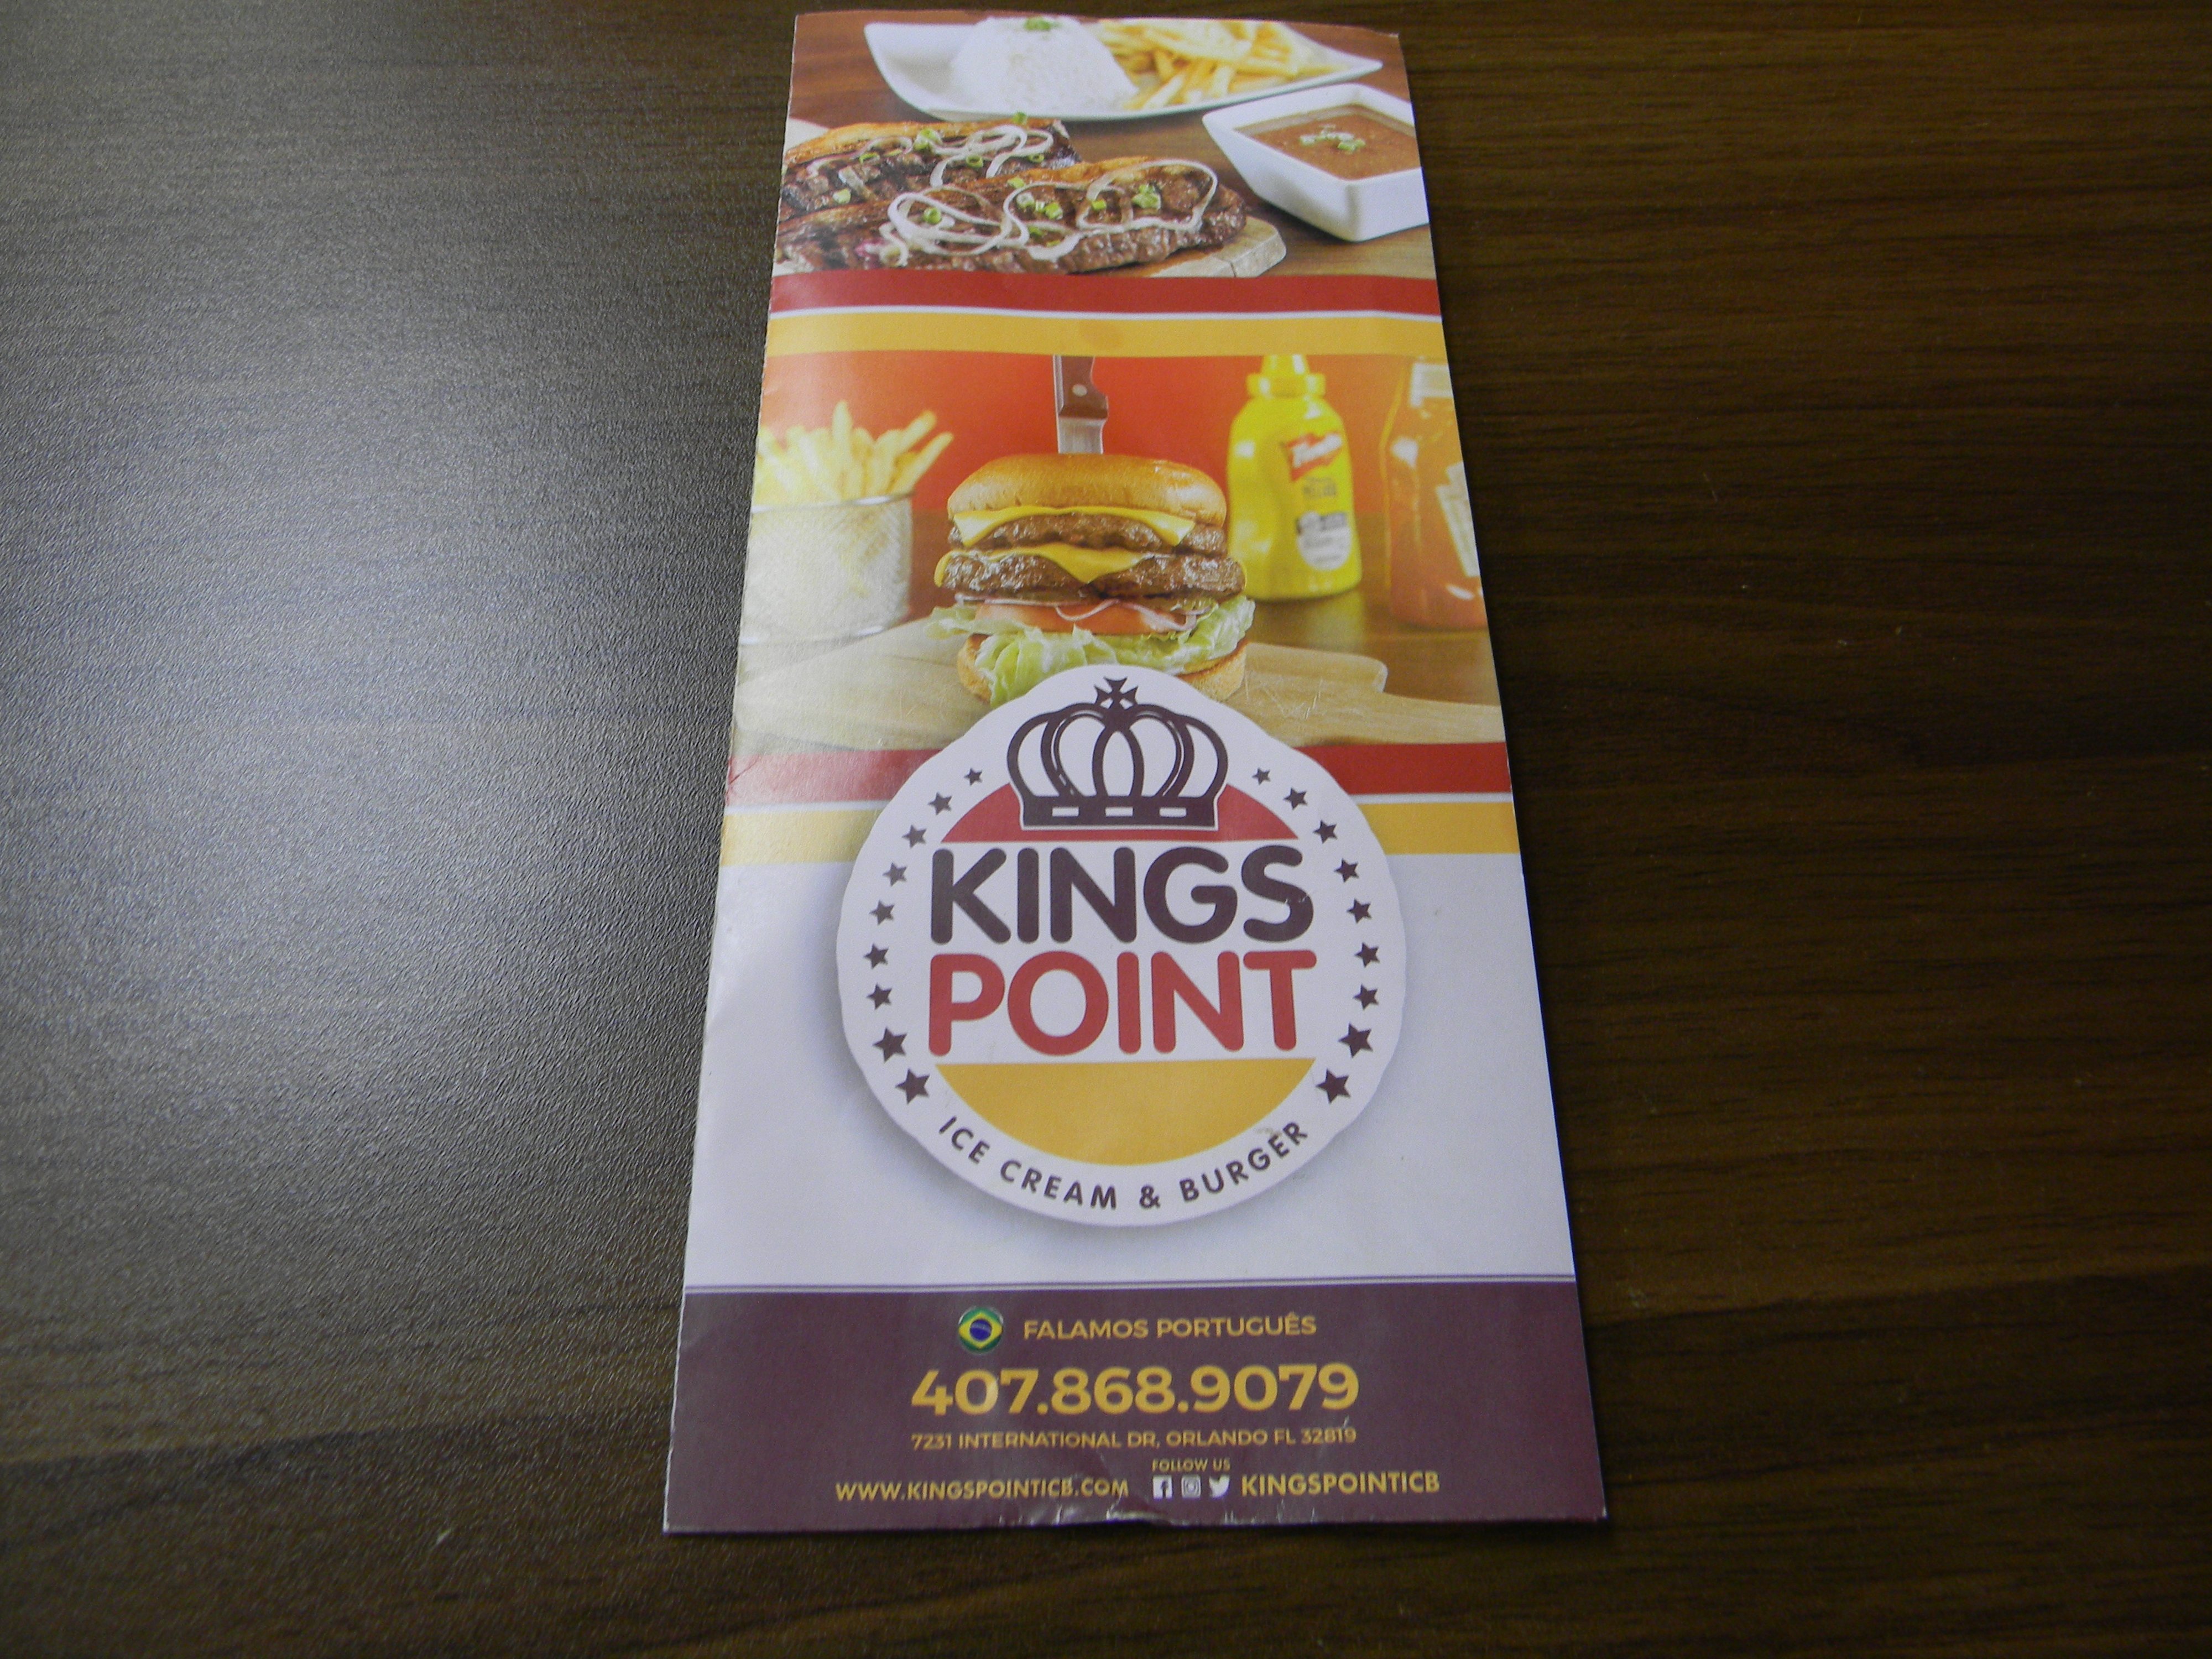 KINGS
POINT
ICE CREAM & BURGER
FALAMOS PORTUGUÊS
407.868.9079
7231 INTERNATIONAL DR, ORLANDO FL 32819
FOLLOW US
WWW.KINGSPOINTICB.COM KINGSPOINTICB